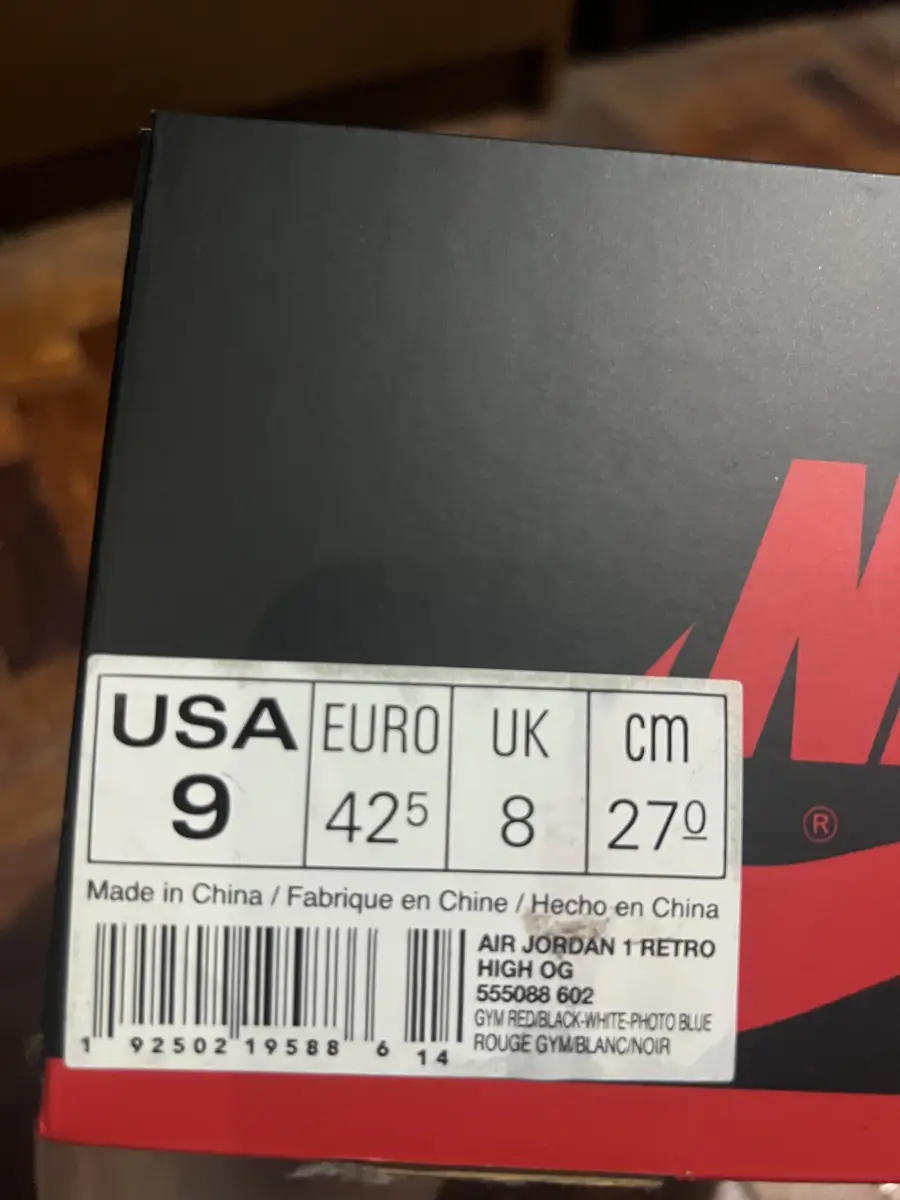 USA EURO UK cm
9 42⁵ 8 27⁰
Made in China / Fabrique en Chine / Hecho en China
AIR JORDAN 1 RETRO
HIGH OG
555088 602
GYM RED/BLACK-WHITE-PHOTO BLUE
ROUGE GYM/BLANC/NOIR
1 92502 19588 6 14
®